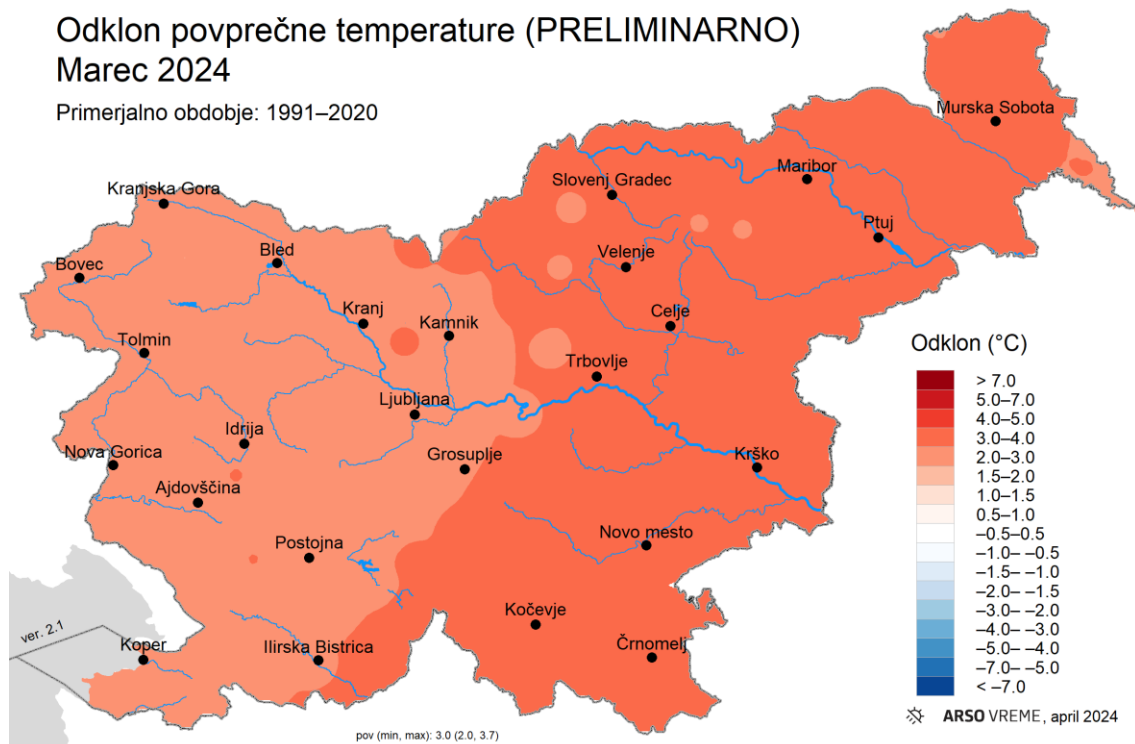 Odklon povprečne temperature (PRELIMINARNO)
Marec 2024
Primerjalno obdobje: 1991–2020
Murska Sobota
Maribor
Slovenj Gradec
Kranjska Gora
Ptuj
Bled
Velenje
Bovec
Kranj
Kamnik
Celje
Tolmin
Trbovlje
Ljubljana
Idrija
Nova Gorica
Grosuplje
Krško
Ajdovščina
Novo mesto
Postojna
Kočevje
Črnomelj
Koper
Ilirska Bistrica
ver. 2.1
Odklon (°C)
> 7.0
5.0–7.0
4.0–5.0
3.0–4.0
2.0–3.0
1.5–2.0
1.0–1.5
0.5–1.0
–0.5–0.5
–1.0– –0.5
–1.5– –1.0
–2.0– –1.5
–3.0– –2.0
–4.0– –3.0
–5.0– –4.0
–7.0– –5.0
< –7.0
ARSO VREME, april 2024
pov (min, max): 3.0 (2.0, 3.7)